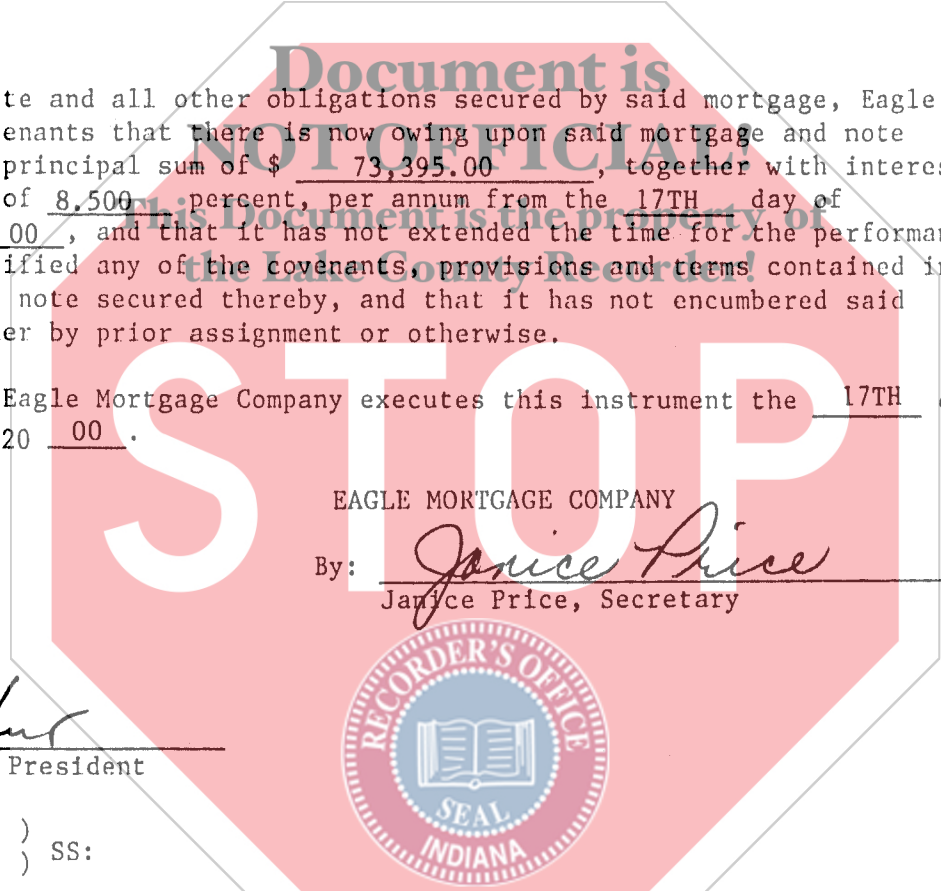 Document is
te and all other obligations secured by said mortgage, Eagle
enants that there is now owing upon said mortgage and note
NOT OFFICIAL!
principal sum of $ 73,395.00 , together with interes
of 8.500 percent, per annum from the 17TH day of
This Document is the property of
00 , and that it has not extended the time for the performan
the Lake County Recorder!
ified any of the covenants, provisions and terms contained in
note secured thereby, and that it has not encumbered said
er by prior assignment or otherwise.
STOP
Eagle Mortgage Company executes this instrument the 17TH
20 00 .
EAGLE MORTGAGE COMPANY
By: Janice Price
Janice Price, Secretary
RECORDER'S OFFICE
SEAL
INDIANA
President
)
) SS: